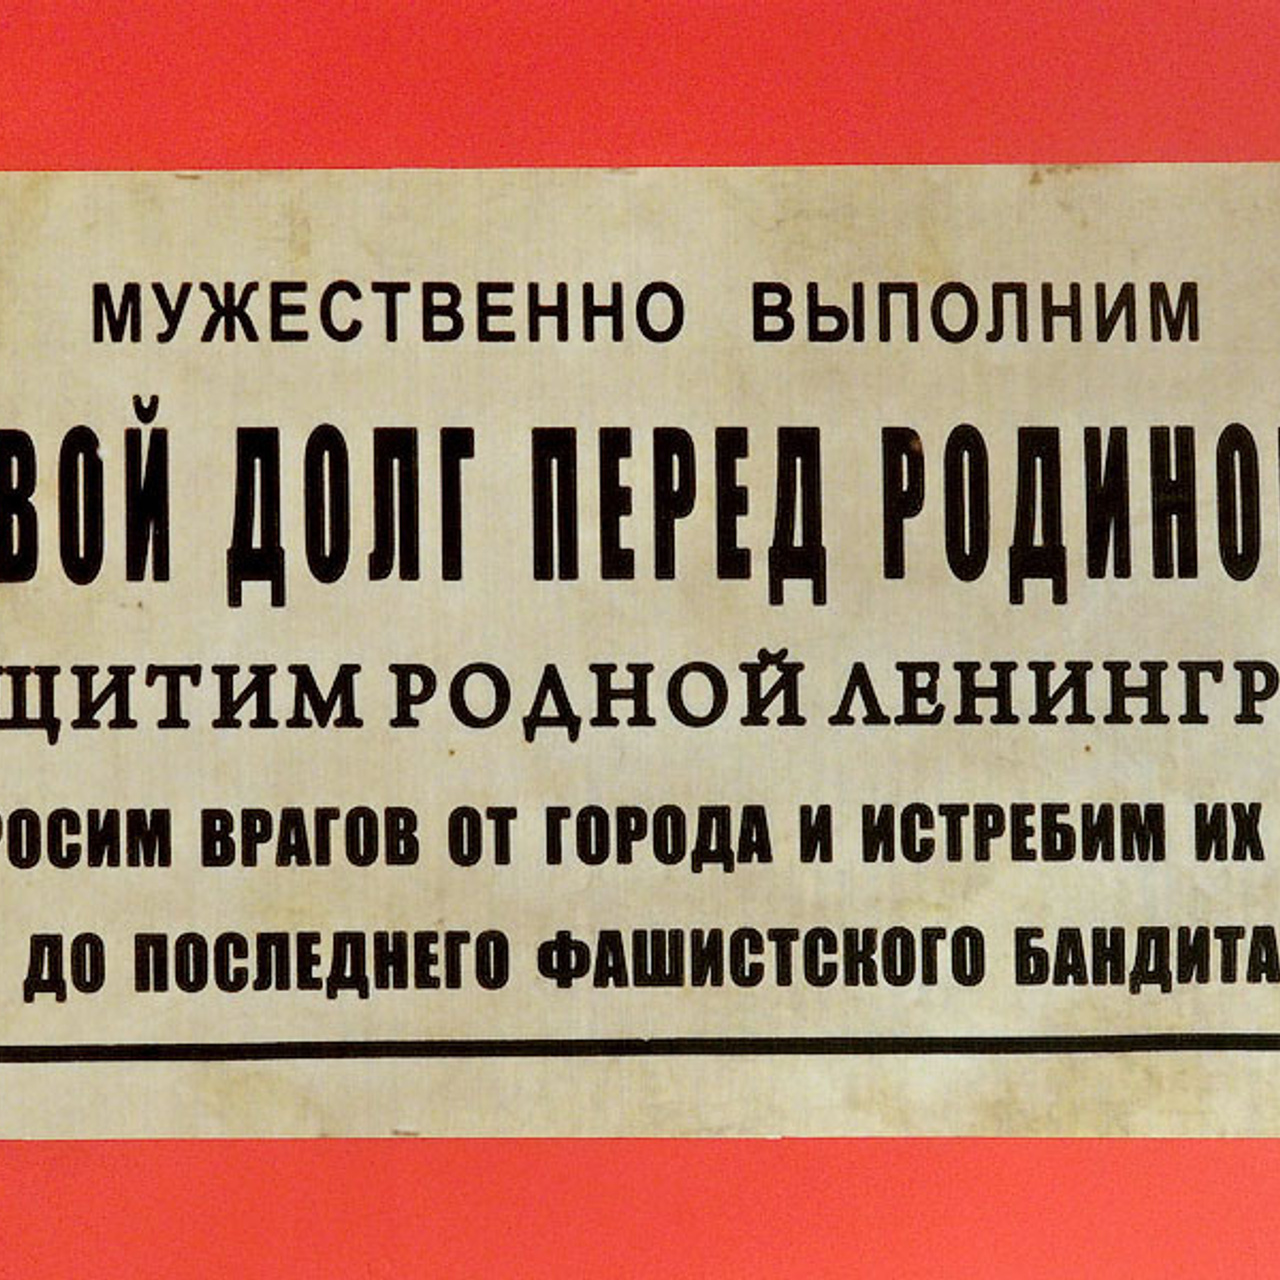 МУЖЕСТВЕННО ВЫПОЛНИМ
ВОЙ ДОЛГ ПЕРЕД РОДИНО
ЩИТИМ РОДНОЙ ЛЕНИНГР
РОСИМ ВРАГОВ ОТ ГОРОДА И ИСТРЕБИМ ИХ
ДО ПОСЛЕДНЕГО ФАШИСТСКОГО БАНДИТА